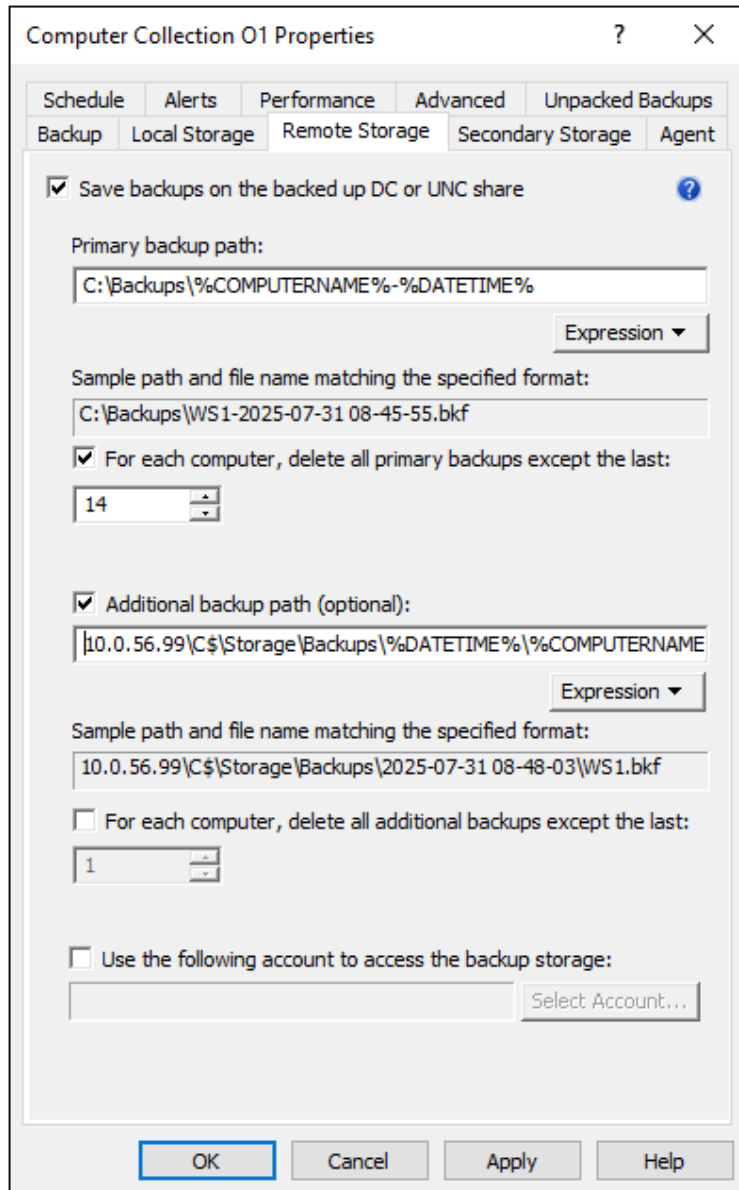 Computer Collection O1 Properties ? X
Schedule Alerts Performance Advanced Unpacked Backups
Backup Local Storage Remote Storage Secondary Storage Agent
Save backups on the backed up DC or UNC share ?
Primary backup path:
C:\Backups\%COMPUTERNAME%-%DATETIME%
Expression
Sample path and file name matching the specified format:
C:\Backups\WS1-2025-07-31 08-45-55.bkf
For each computer, delete all primary backups except the last:
14
Additional backup path (optional):
10.0.56.99\C$\Storage\Backups\%DATETIME%\%COMPUTERNAME
Expression
Sample path and file name matching the specified format:
10.0.56.99\C$\Storage\Backups\2025-07-31 08-48-03\WS1.bkf
For each computer, delete all additional backups except the last:
1
Use the following account to access the backup storage:
Select Account...
OK Cancel Apply Help